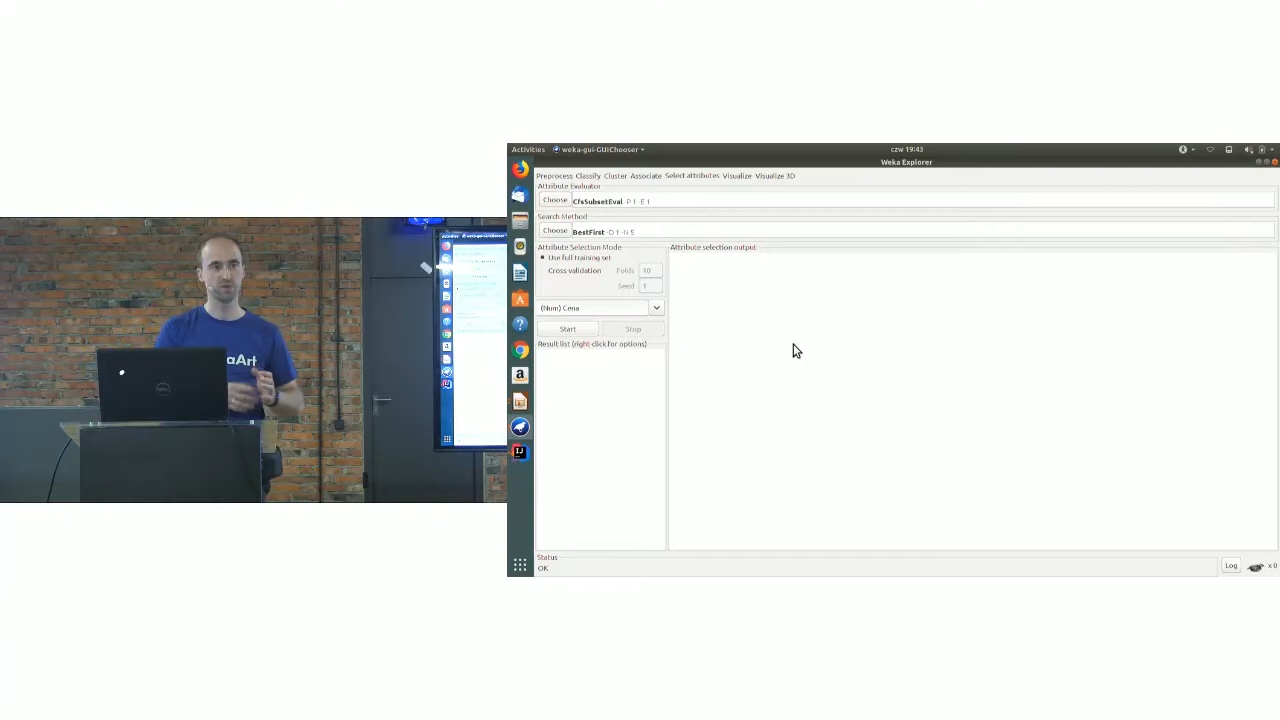 Activities weka-gui-GUIChooser czw 19:43
Weka Explorer
Preprocess Classify Cluster Associate Select attributes Visualize Visualize 3D
Attribute Evaluator
Choose CfsSubsetEval -P 1 -E 1
Search Method
Choose BestFirst -D 1 -N 5
Attribute Selection Mode
Use full training set
Cross validation Folds 10
Seed 1
(Num) Cena
Start Stop
Result list (right-click for options)
Attribute selection output
Status
OK
Log x 0
aArt
DELL